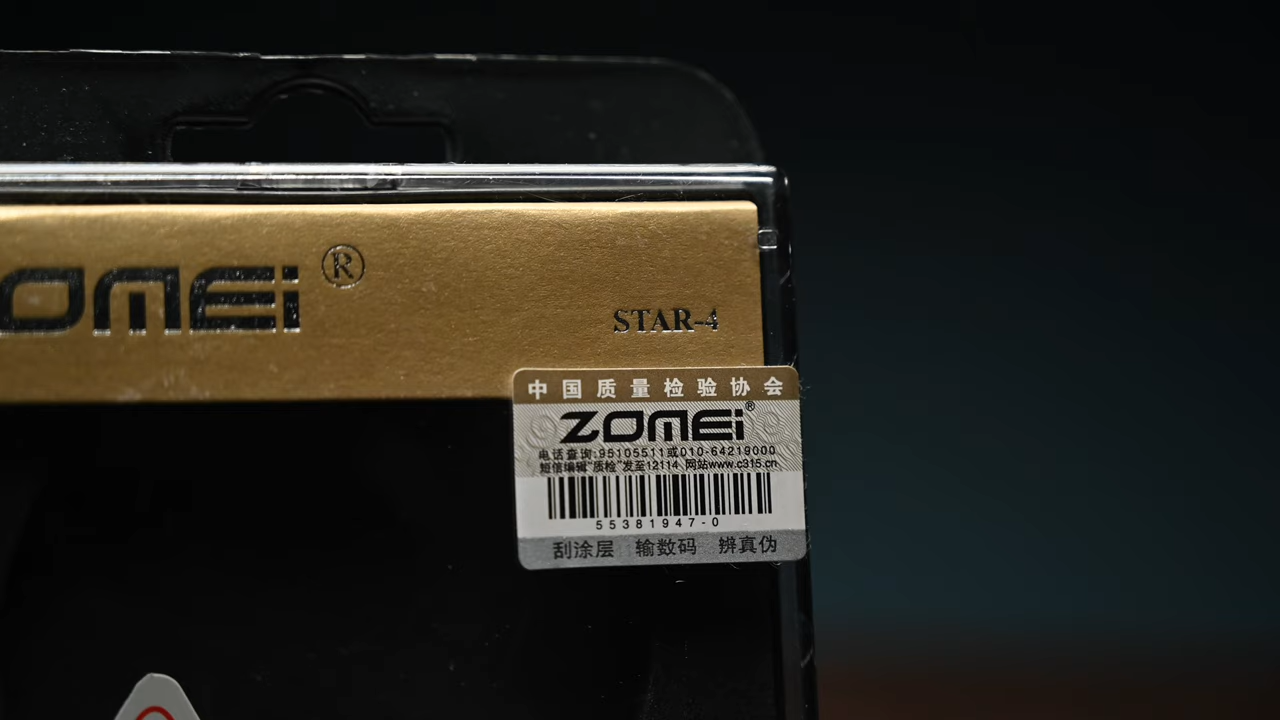 ZOMEi®
STAR-4
中国质量检验协会
ZOMEi®
电话查询:95105511或010-64219000
短信编辑"质检"发至12114 网站www.c315.cn
55381947-0
刮涂层 输数码 辨真伪